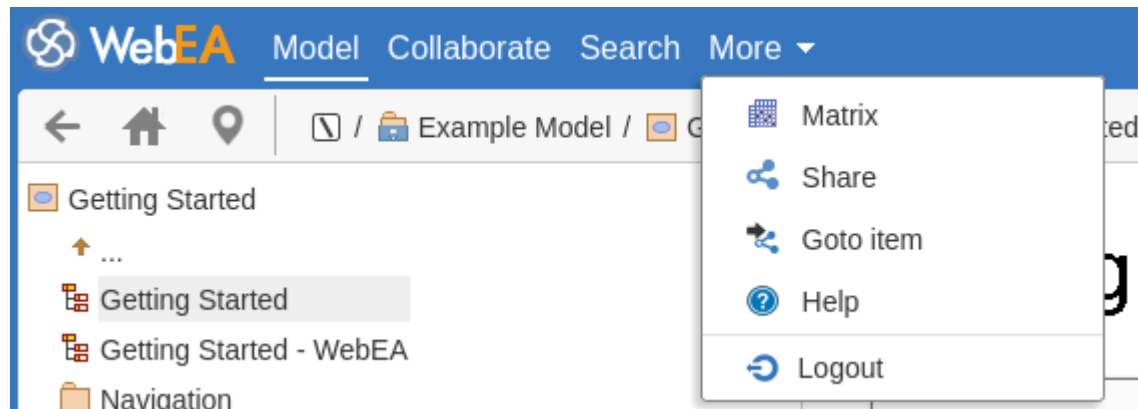 WebEA Model Collaborate Search More
/ Example Model / G
Matrix
Share
Getting Started
Goto item
...
Getting Started
Help
Getting Started - WebEA
Logout
Navigation